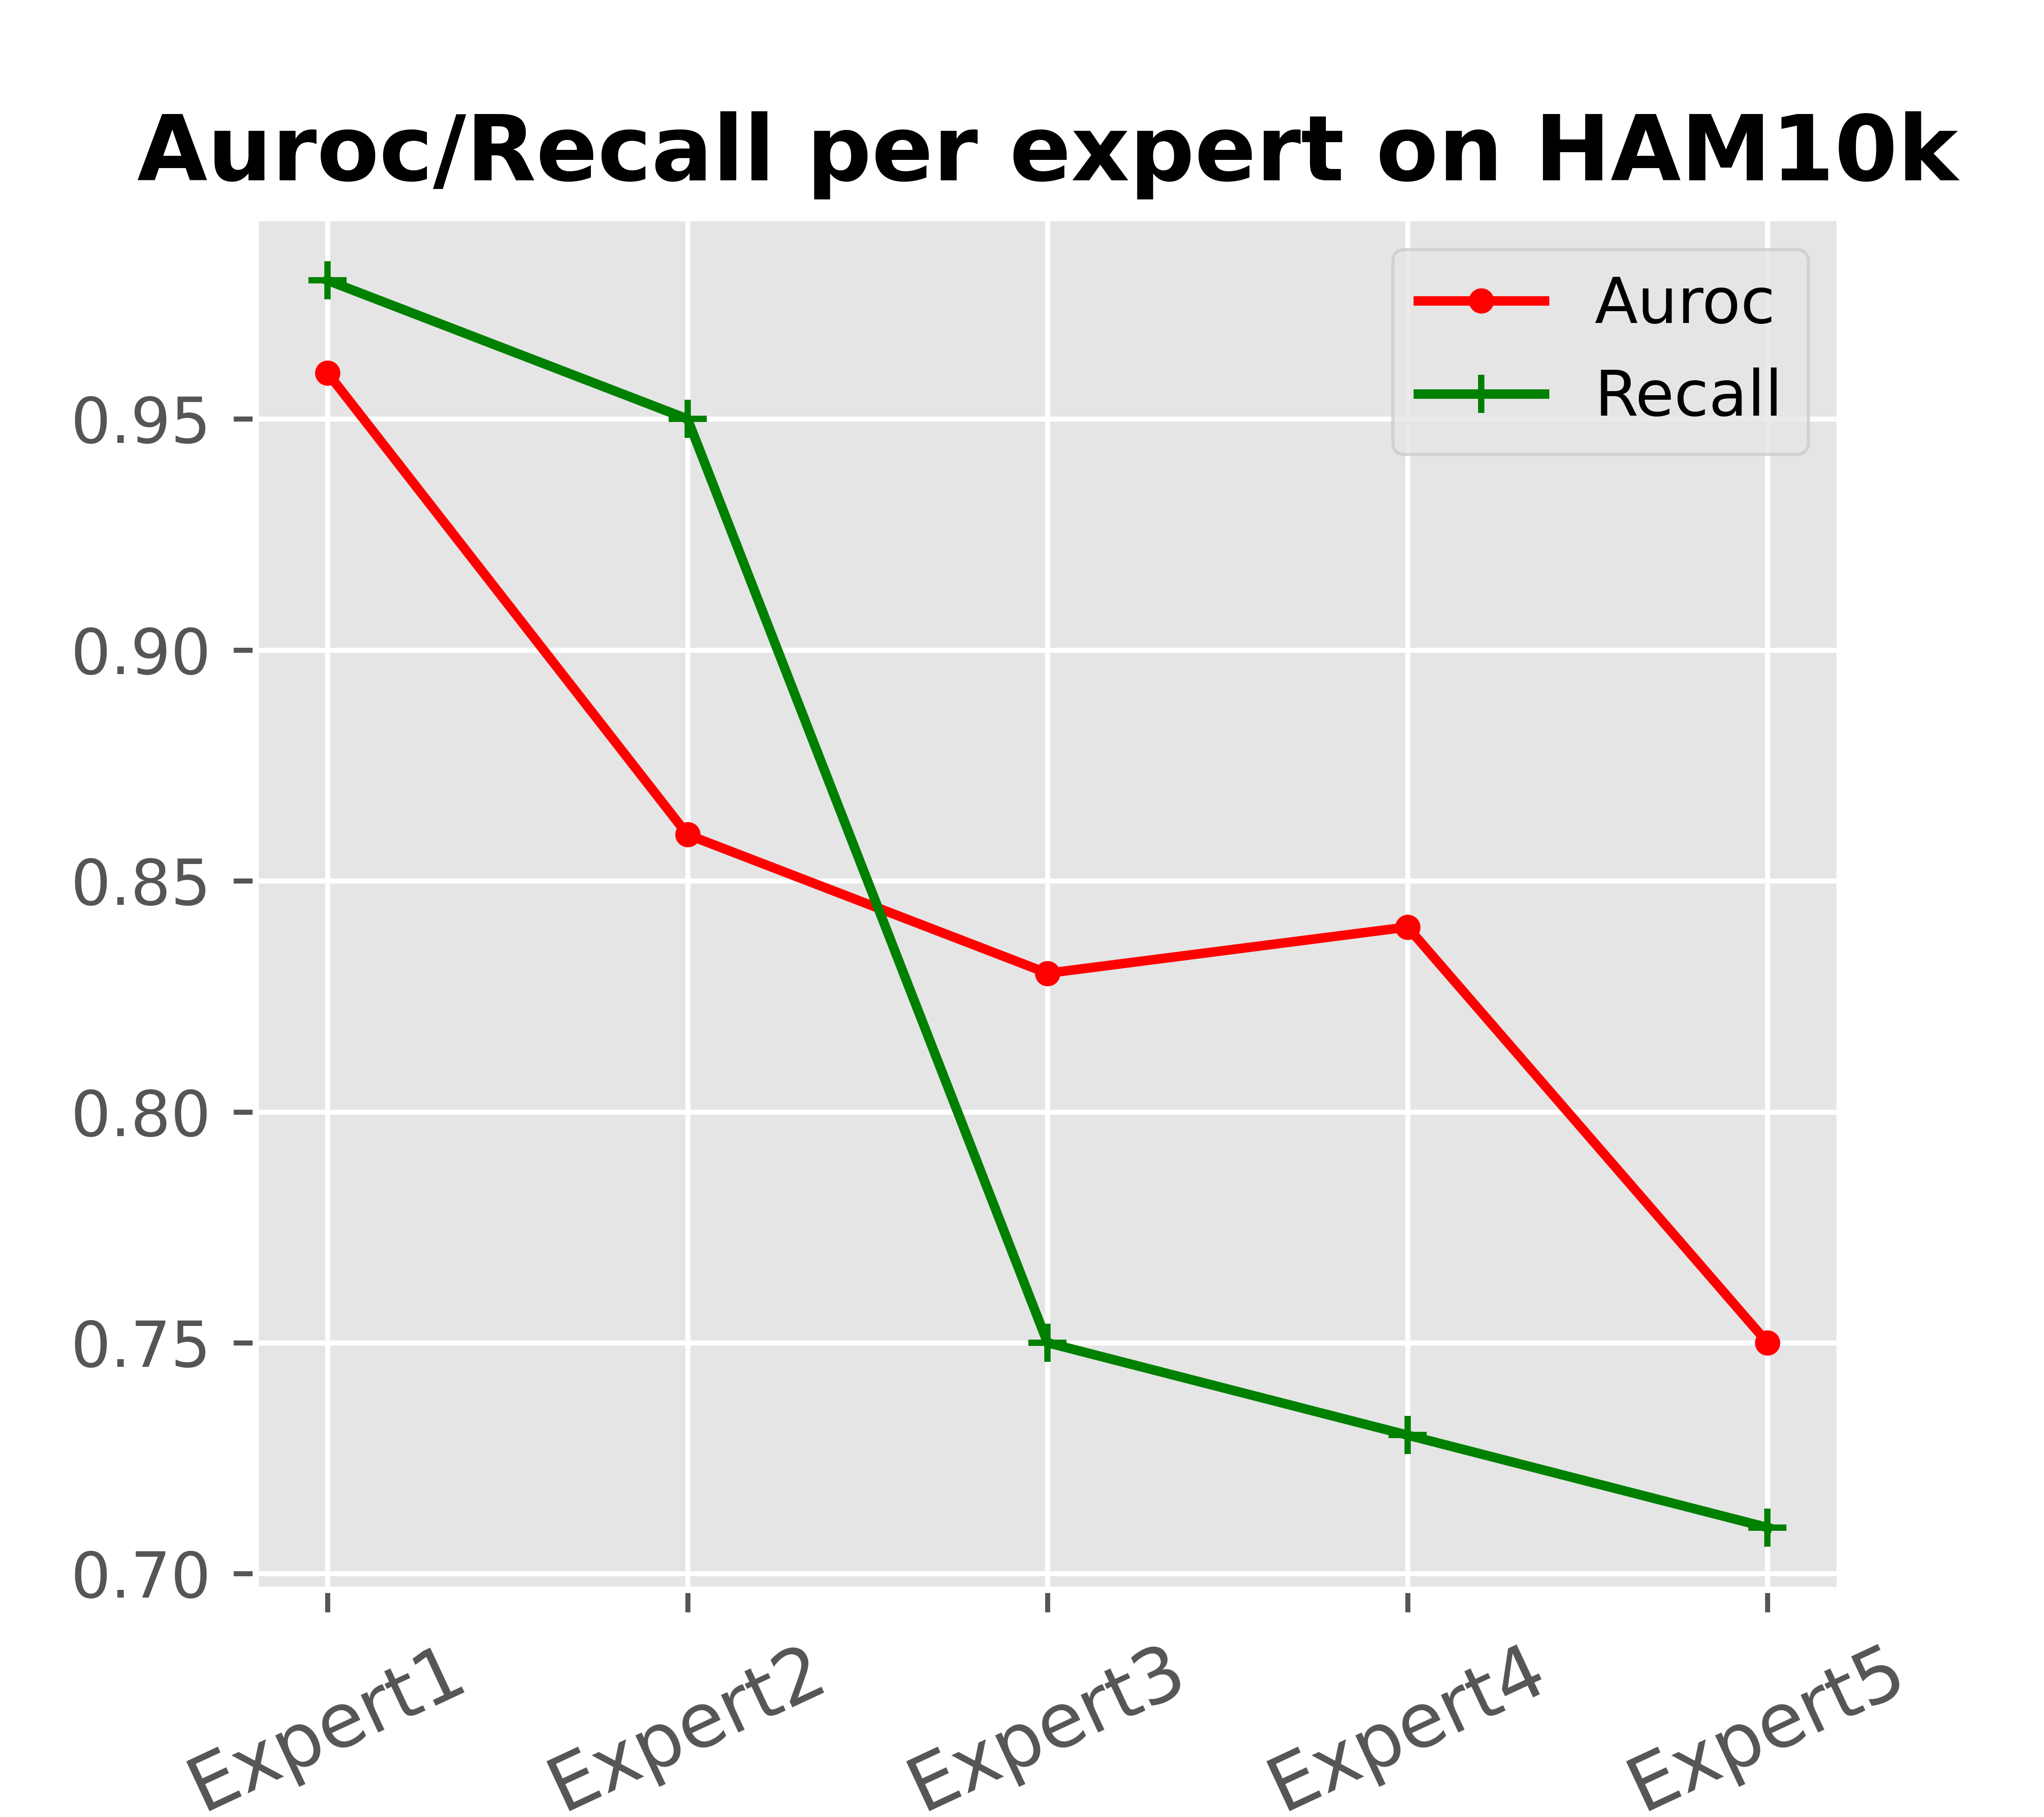 Auroc/Recall per expert on HAM10k
Auroc
Recall
0.95
0.90
0.85
0.80
0.75
0.70
Expert1
Expert2
Expert3
Expert4
Expert5